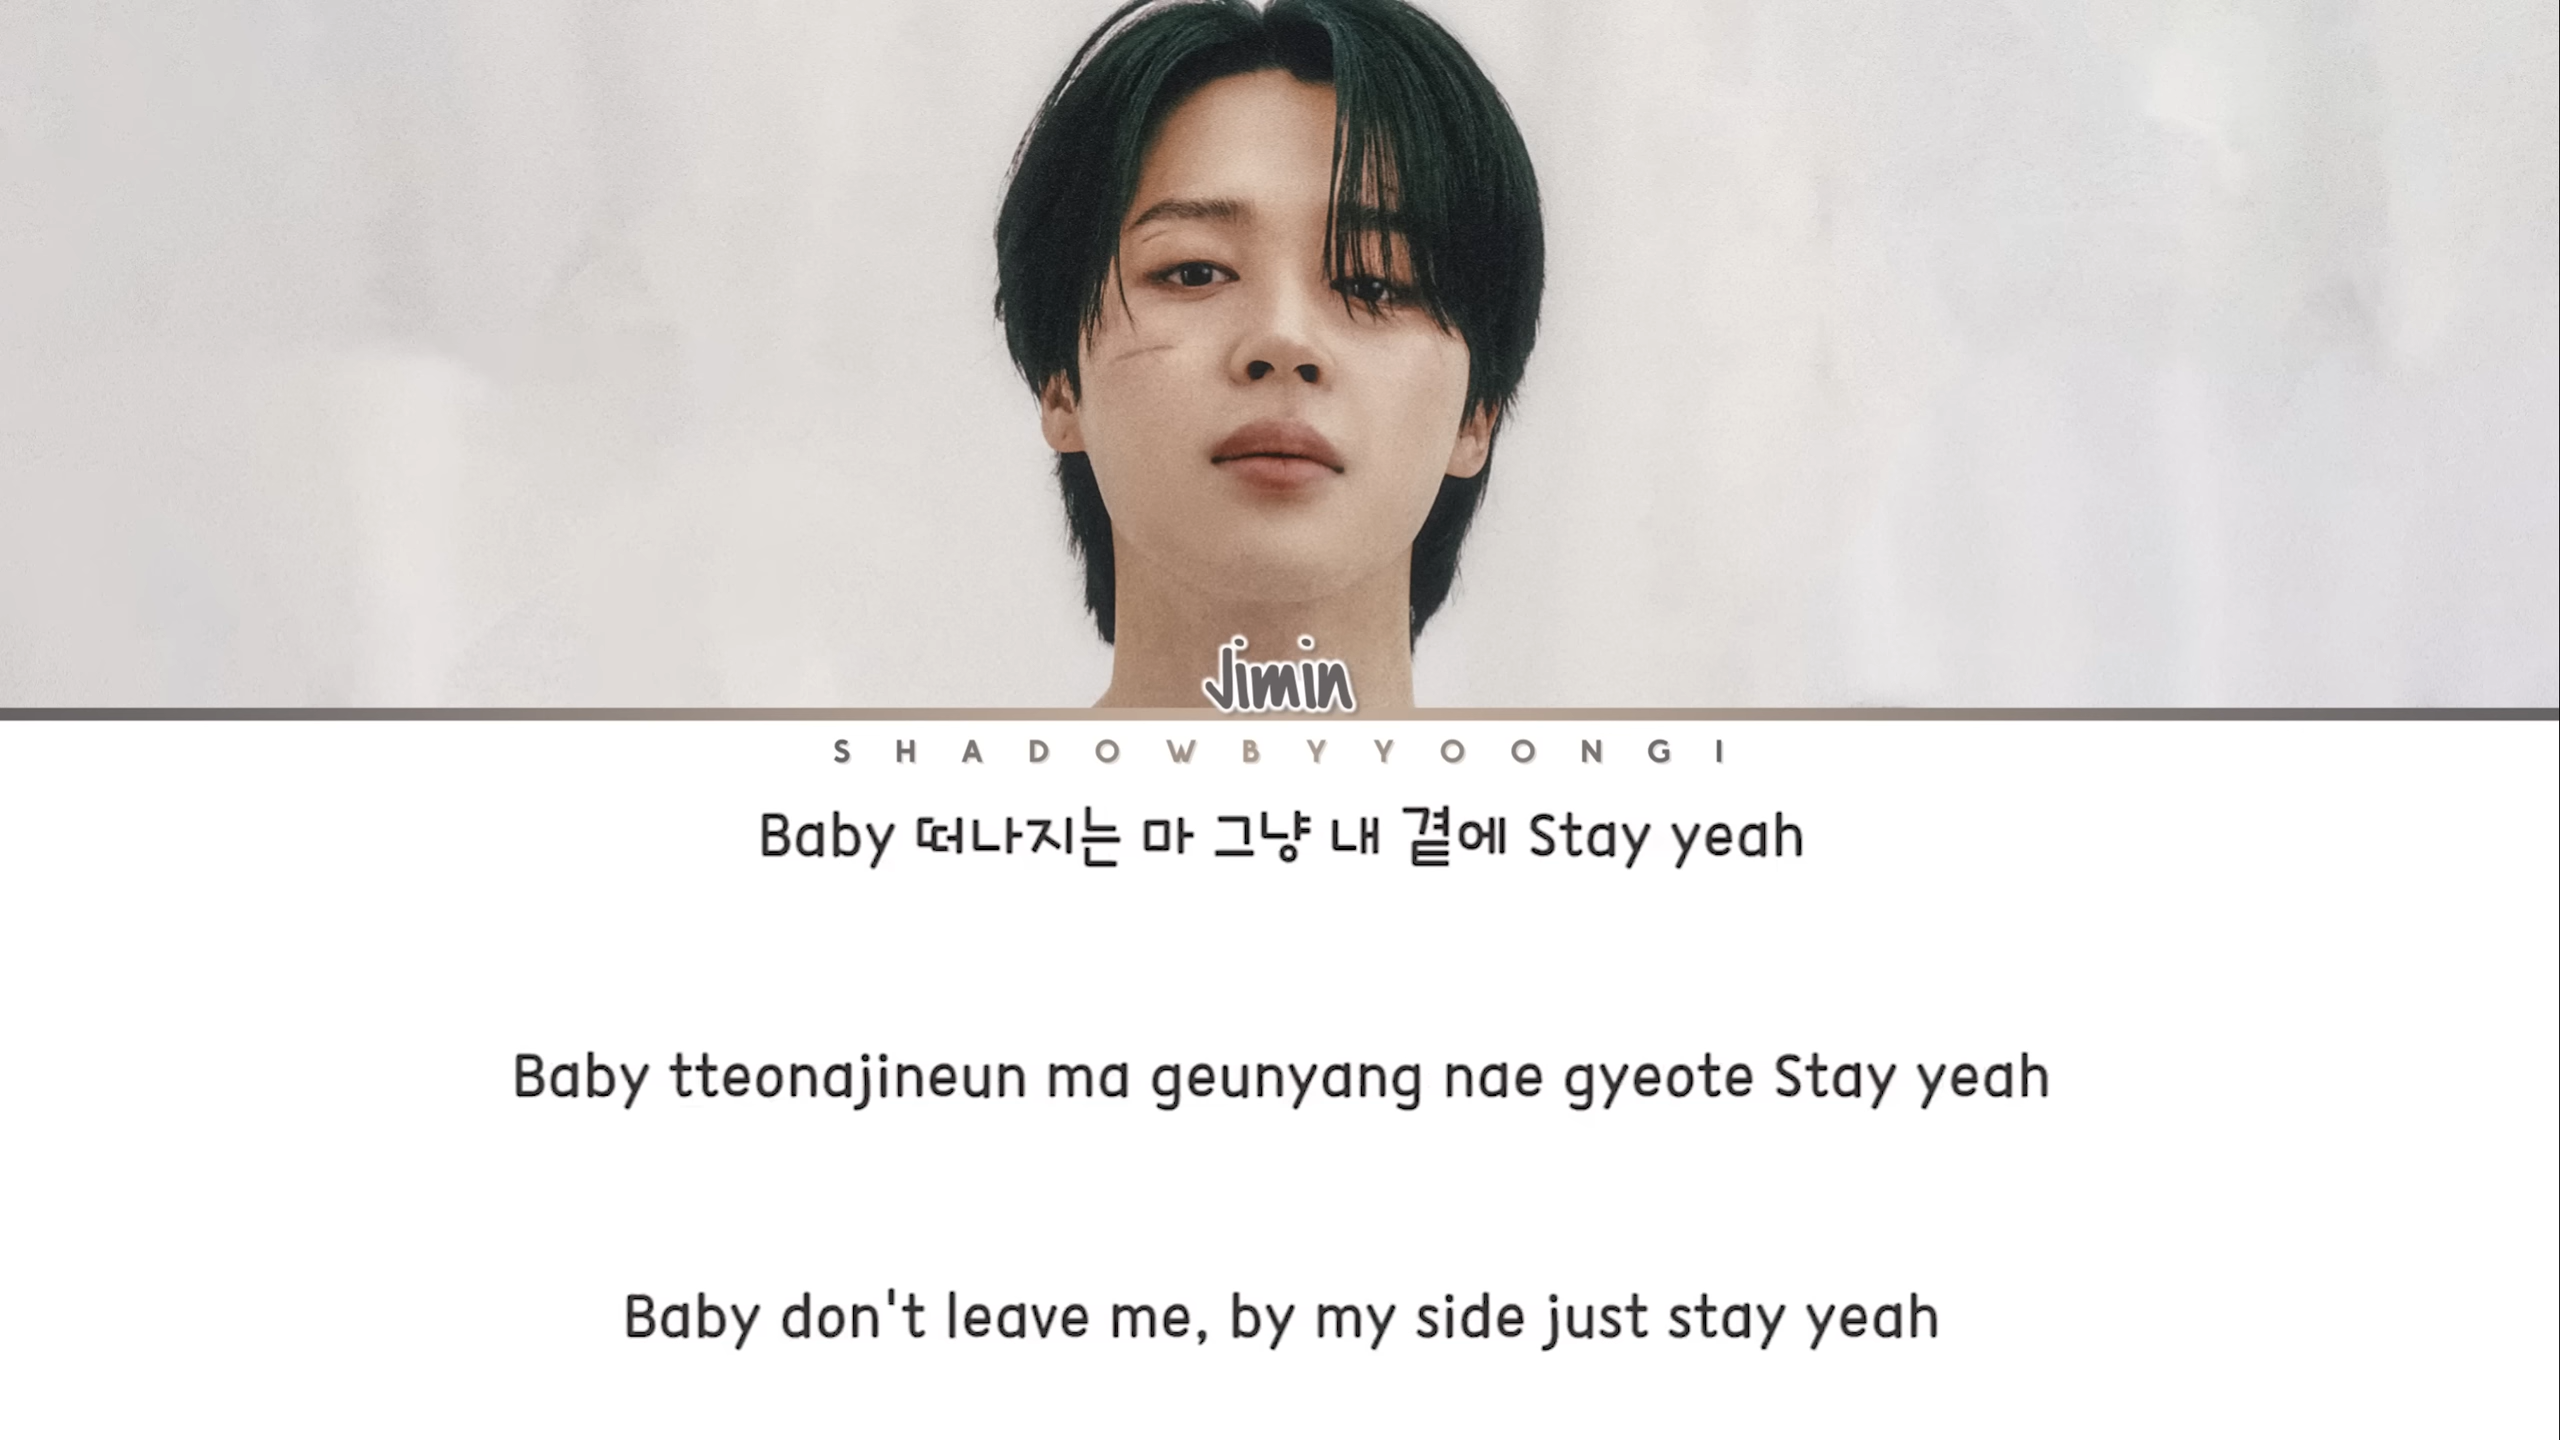 Jimin
SHADOWBYYOONGI
Baby 떠나지는 마 그냥 내 곁에 Stay yeah
Baby tteonajineun ma geunyang nae gyeote Stay yeah
Baby don't leave me, by my side just stay yeah